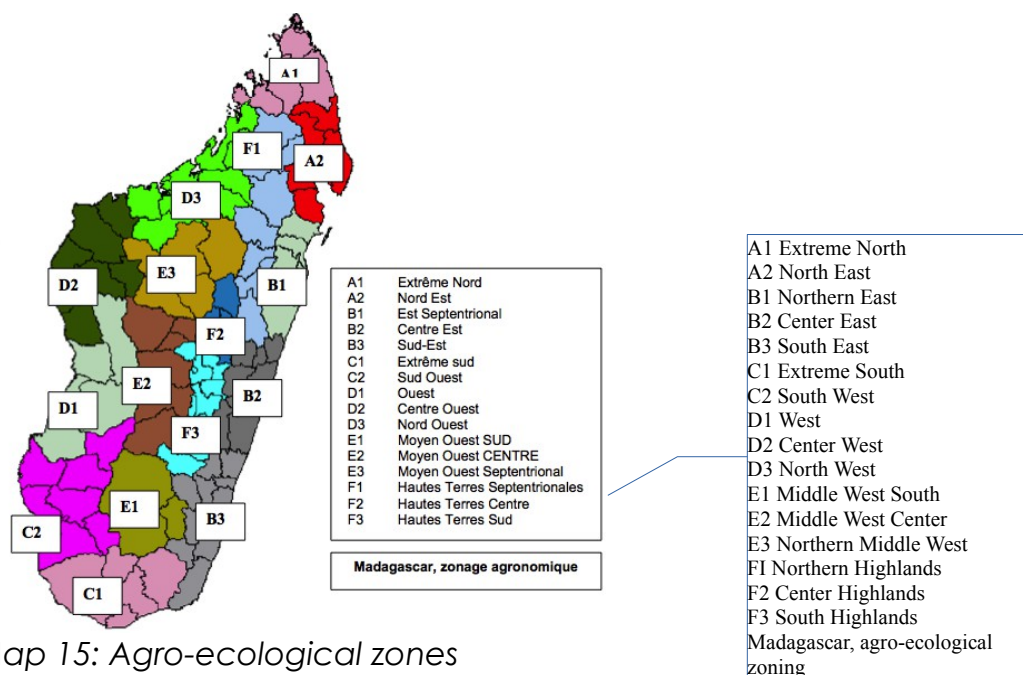 A1
F1
A2
D3
E3
D2
B1
F2
E2
B2
D1
F3
E1
B3
C2
C1
A1 Extrême Nord
A2 Nord Est
B1 Est Septentrional
B2 Centre Est
B3 Sud-Est
C1 Extrême sud
C2 Sud Ouest
D1 Ouest
D2 Centre Ouest
D3 Nord Ouest
E1 Moyen Ouest SUD
E2 Moyen Ouest CENTRE
E3 Moyen Ouest Septentrional
F1 Hautes Terres Septentrionales
F2 Hautes Terres Centre
F3 Hautes Terres Sud
Madagascar, zonage agronomique
A1 Extreme North
A2 North East
B1 Northern East
B2 Center East
B3 South East
C1 Extreme South
C2 South West
D1 West
D2 Center West
D3 North West
E1 Middle West South
E2 Middle West Center
E3 Northern Middle West
FI Northern Highlands
F2 Center Highlands
F3 South Highlands
Madagascar, agro-ecological
zoning
ap 15: Agro-ecological zones